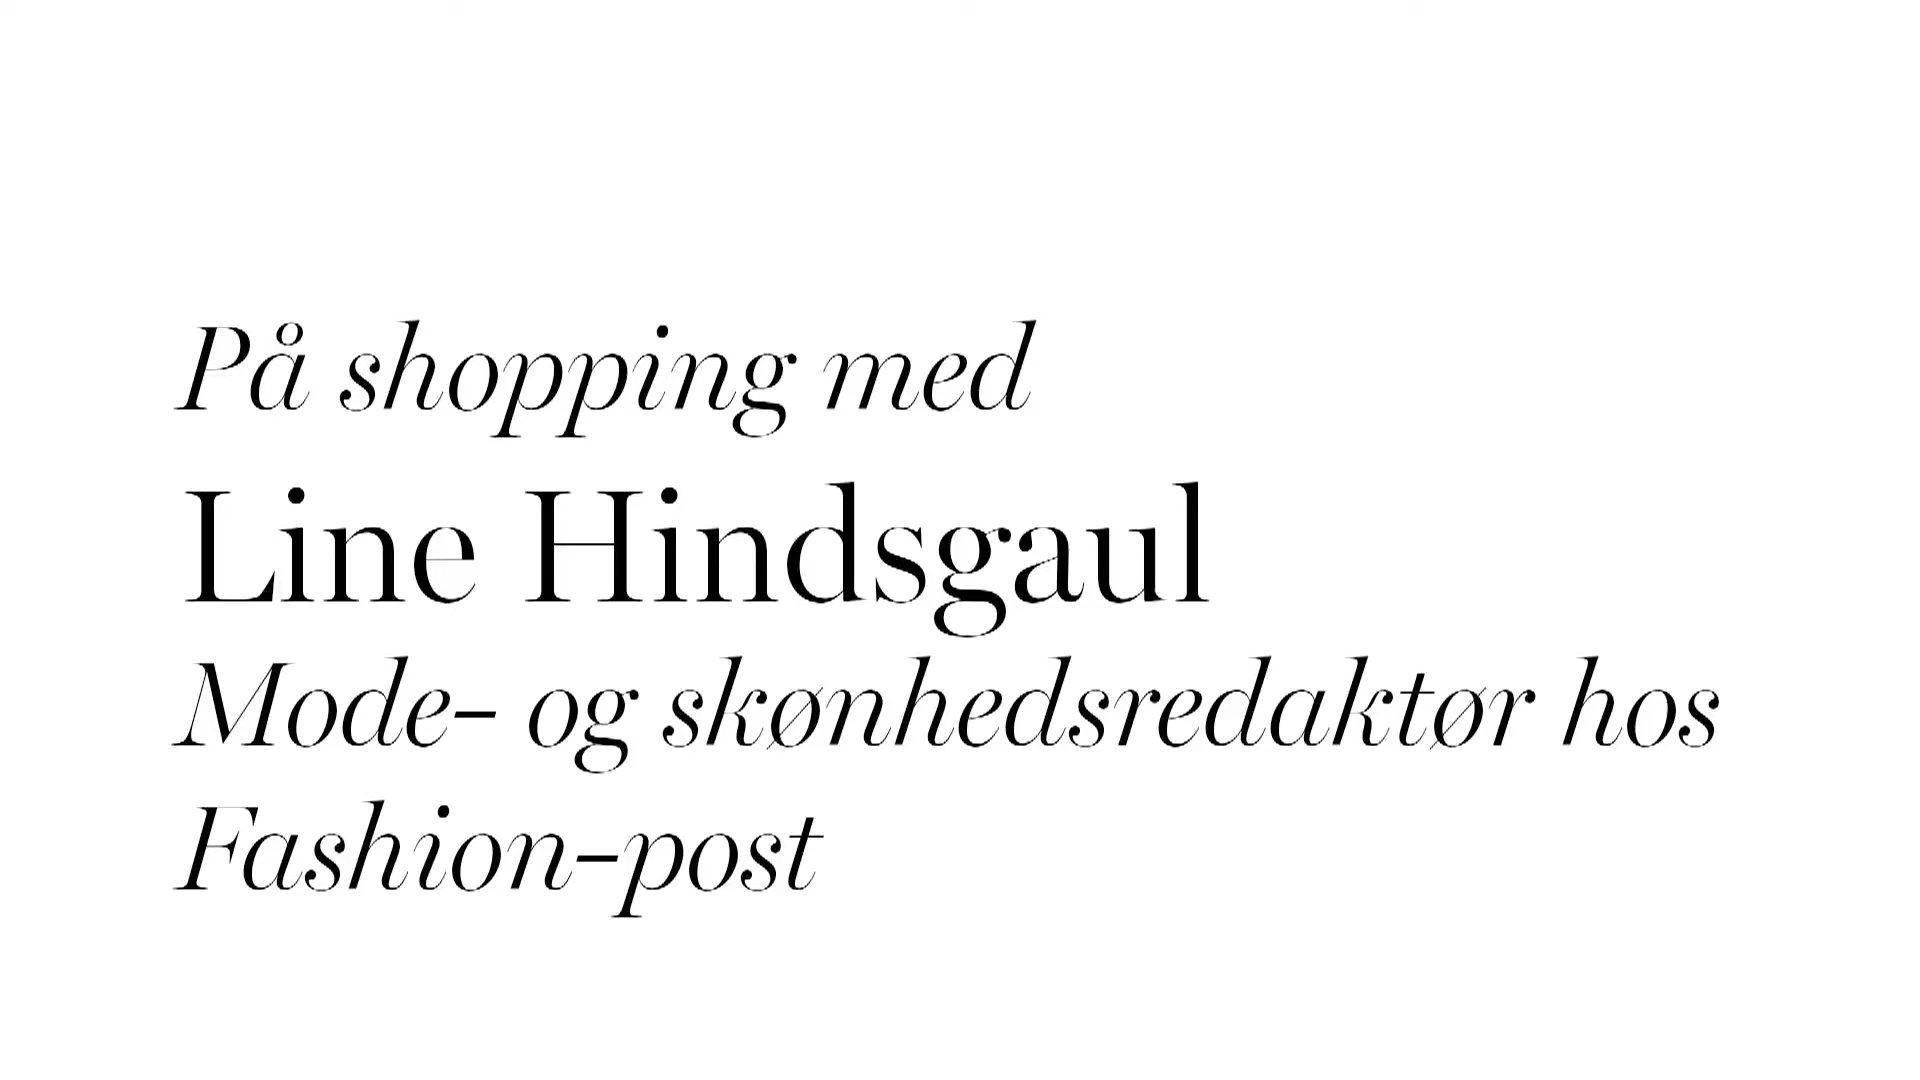 På shopping med
Line Hindsgaul
Mode- og skønhedsredaktør hos
Fashion-post